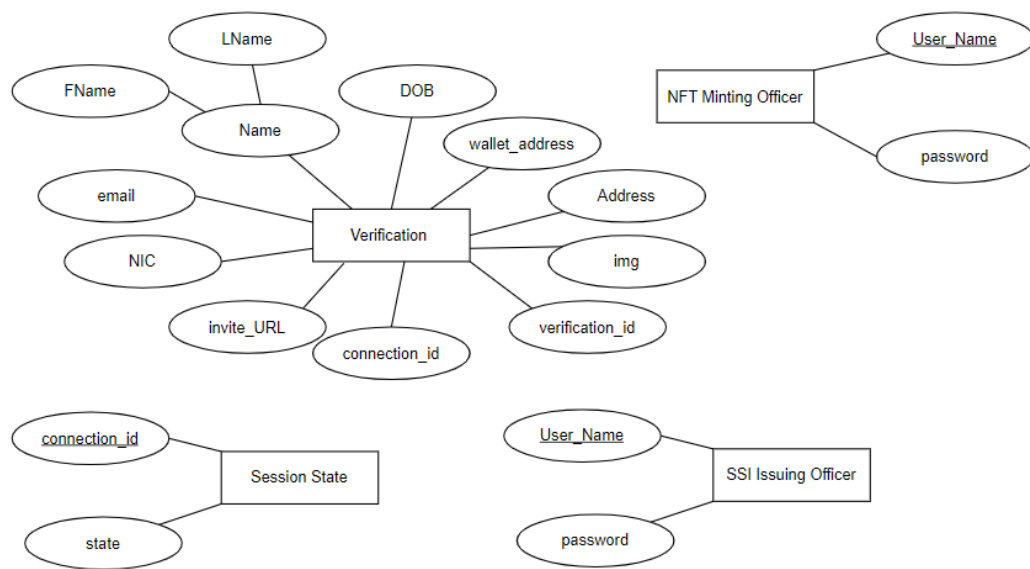 LName
User_Name
FName
DOB
NFT Minting Officer
Name
wallet_address
password
email
Address
Verification
NIC
img
invite_URL
verification_id
connection_id
connection_id
User_Name
Session State
SSI Issuing Officer
state
password